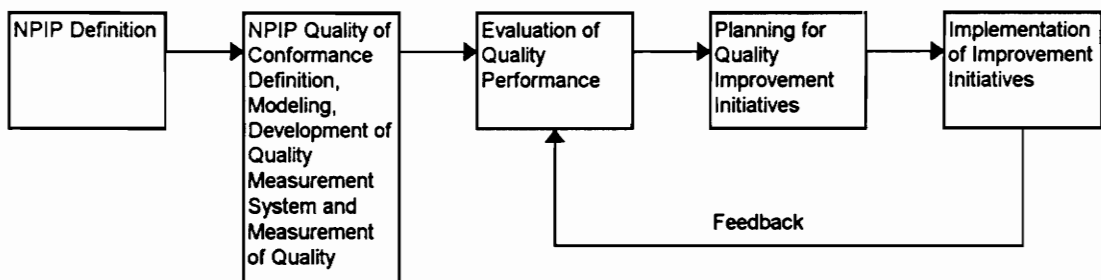 NPIP Definition
NPIP Quality of
Conformance
Definition,
Modeling,
Development of
Quality
Measurement
System and
Measurement
of Quality
Evaluation of
Quality
Performance
Planning for
Quality
Improvement
Initiatives
Implementation
of Improvement
Initiatives
Feedback